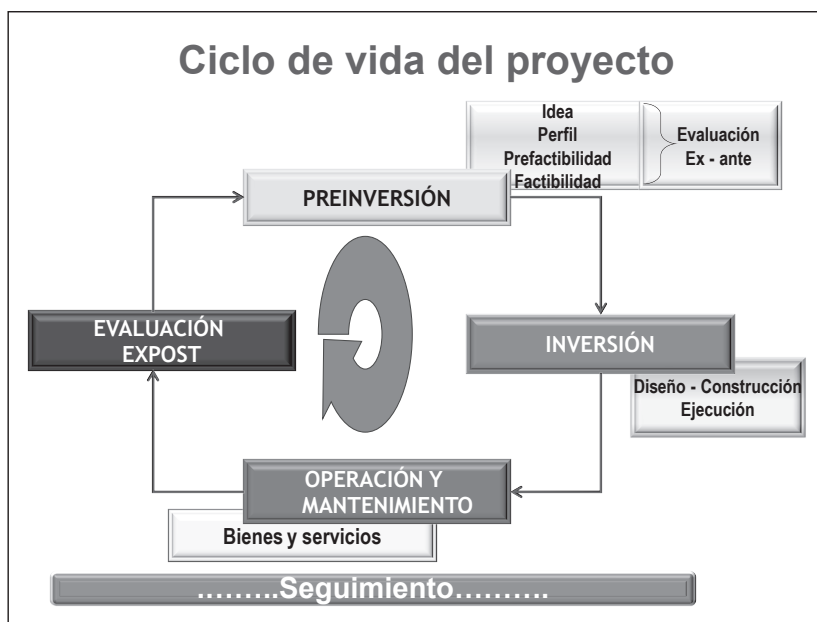 Ciclo de vida del proyecto
Idea
Perfil
Prefactibilidad
Factibilidad
Evaluación
Ex - ante
PREINVERSIÓN
EVALUACIÓN
EXPOST
INVERSIÓN
Diseño - Construcción
Ejecución
OPERACIÓN Y
MANTENIMIENTO
Bienes y servicios
.........Seguimiento..........